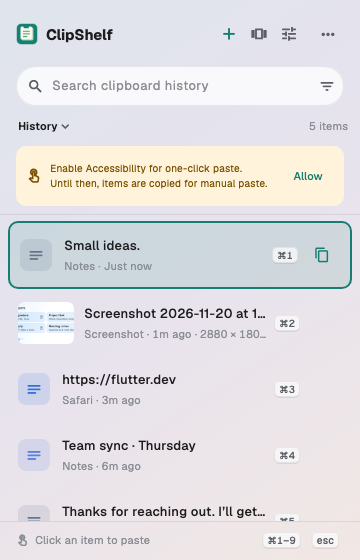 ClipShelf
Search clipboard history
History
5 items
Enable Accessibility for one-click paste.
Until then, items are copied for manual paste.
Allow
Small ideas.
⌘1
Notes · Just now
Screenshot 2026-11-20 at 1...
⌘2
Screenshot · 1m ago · 2880 × 180...
https://flutter.dev
⌘3
Safari · 3m ago
Team sync · Thursday
⌘4
Notes · 6m ago
Thanks for reaching out. I'll get...
⌘5
Click an item to paste
⌘1–9
esc